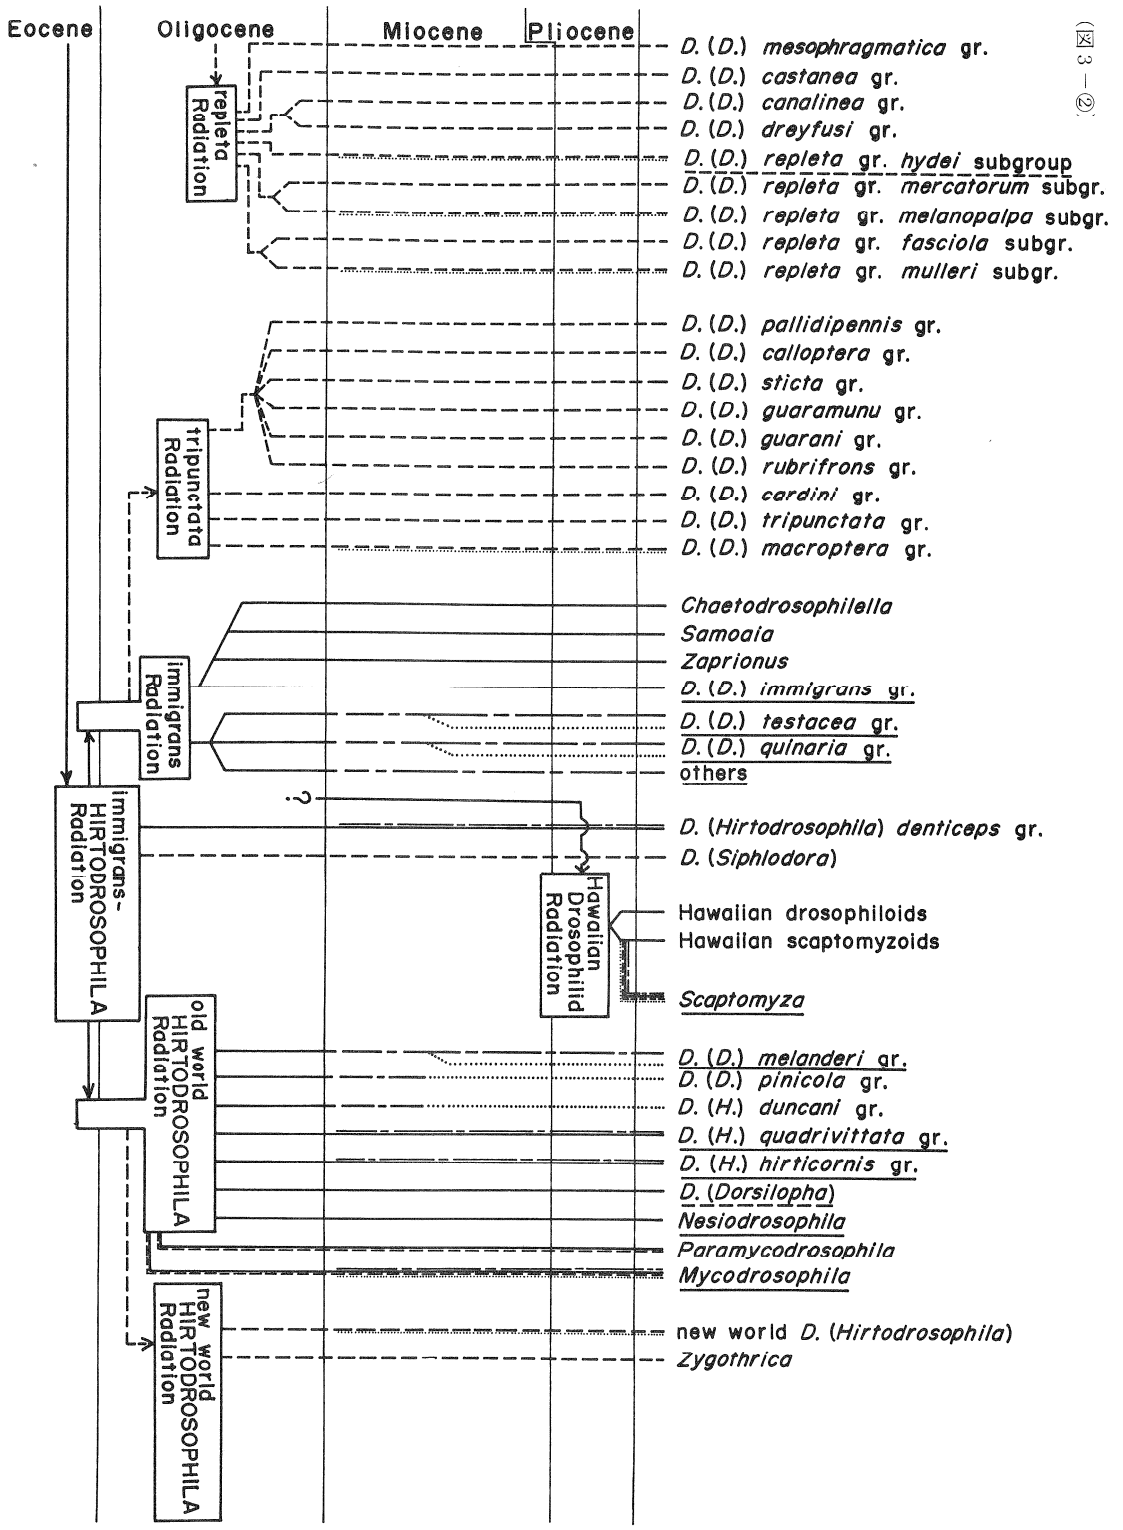 Eocene Oligocene Miocene Pliocene
(図3-②)
repleta
Radiation
D. (D.) mesophragmatica gr.
D. (D.) castanea gr.
D. (D.) canalinea gr.
D. (D.) dreyfusi gr.
D. (D.) repleta gr. hydei subgroup
D. (D.) repleta gr. mercatorum subgr.
D. (D.) repleta gr. melanopalpa subgr.
D. (D.) repleta gr. fasciola subgr.
D. (D.) repleta gr. mulleri subgr.
tripunctata
Radiation
D. (D.) pallidipennis gr.
D. (D.) calloptera gr.
D. (D.) sticta gr.
D. (D.) guaramunu gr.
D. (D.) guarani gr.
D. (D.) rubrifrons gr.
D. (D.) cardini gr.
D. (D.) tripunctata gr.
D. (D.) macroptera gr.
immigrans
Radiation
Chaetodrosophilella
Samoaia
Zaprionus
D. (D.) immigrans gr.
D. (D.) testacea gr.
D. (D.) quinaria gr.
others
?
immigrans-
HIRTODROSOPHILA
Radiation
D. (Hirtodrosophila) denticeps gr.
D. (Siphlodora)
Hawaiian
Drosophilid
Radiation
Hawaiian drosophiloids
Hawaiian scaptomyzoids
Scaptomyza
old world
HIRTODROSOPHILA
Radiation
D. (D.) melanderi gr.
D. (D.) pinicola gr.
D. (H.) duncani gr.
D. (H.) quadrivittata gr.
D. (H.) hirticornis gr.
D. (Dorsilopha)
Nesiodrosophila
Paramycodrosophila
Mycodrosophila
new world
HIRTODROSOPHILA
Radiation
new world D. (Hirtodrosophila)
Zygothrica